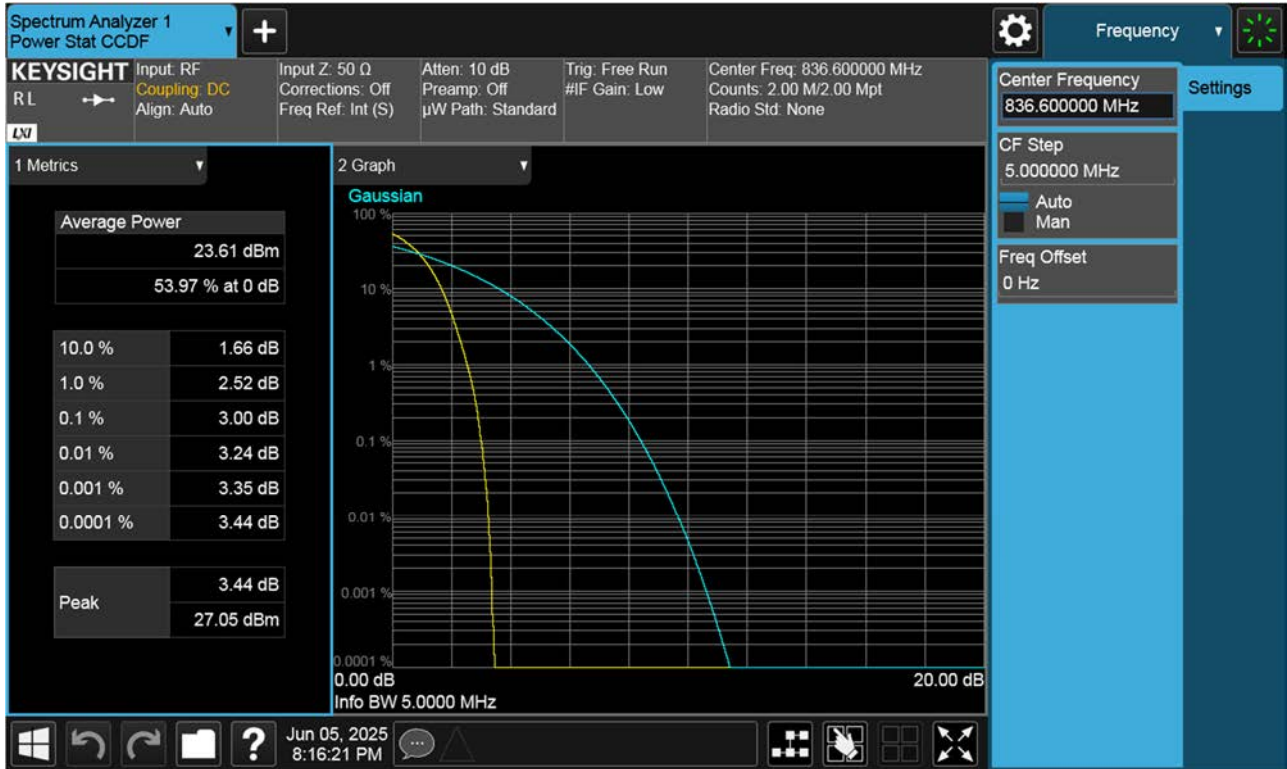 Spectrum Analyzer 1
Power Stat CCDF
Frequency
KEYSIGHT
RL
LXI
Input: RF
Coupling: DC
Align: Auto
Input Z: 50 Ω
Corrections: Off
Freq Ref: Int (S)
Atten: 10 dB
Preamp: Off
µW Path: Standard
Trig: Free Run
#IF Gain: Low
Center Freq: 836.600000 MHz
Counts: 2.00 M/2.00 Mpt
Radio Std: None
Center Frequency
836.600000 MHz
Settings
CF Step
5.000000 MHz
Auto
Man
Freq Offset
0 Hz
1 Metrics
Average Power
23.61 dBm
53.97 % at 0 dB
10.0 % 1.66 dB
1.0 % 2.52 dB
0.1 % 3.00 dB
0.01 % 3.24 dB
0.001 % 3.35 dB
0.0001 % 3.44 dB
Peak
3.44 dB
27.05 dBm
2 Graph
Gaussian
100 %
10 %
1 %
0.1 %
0.01 %
0.001 %
0.0001 %
0.00 dB 20.00 dB
Info BW 5.0000 MHz
Jun 05, 2025
8:16:21 PM